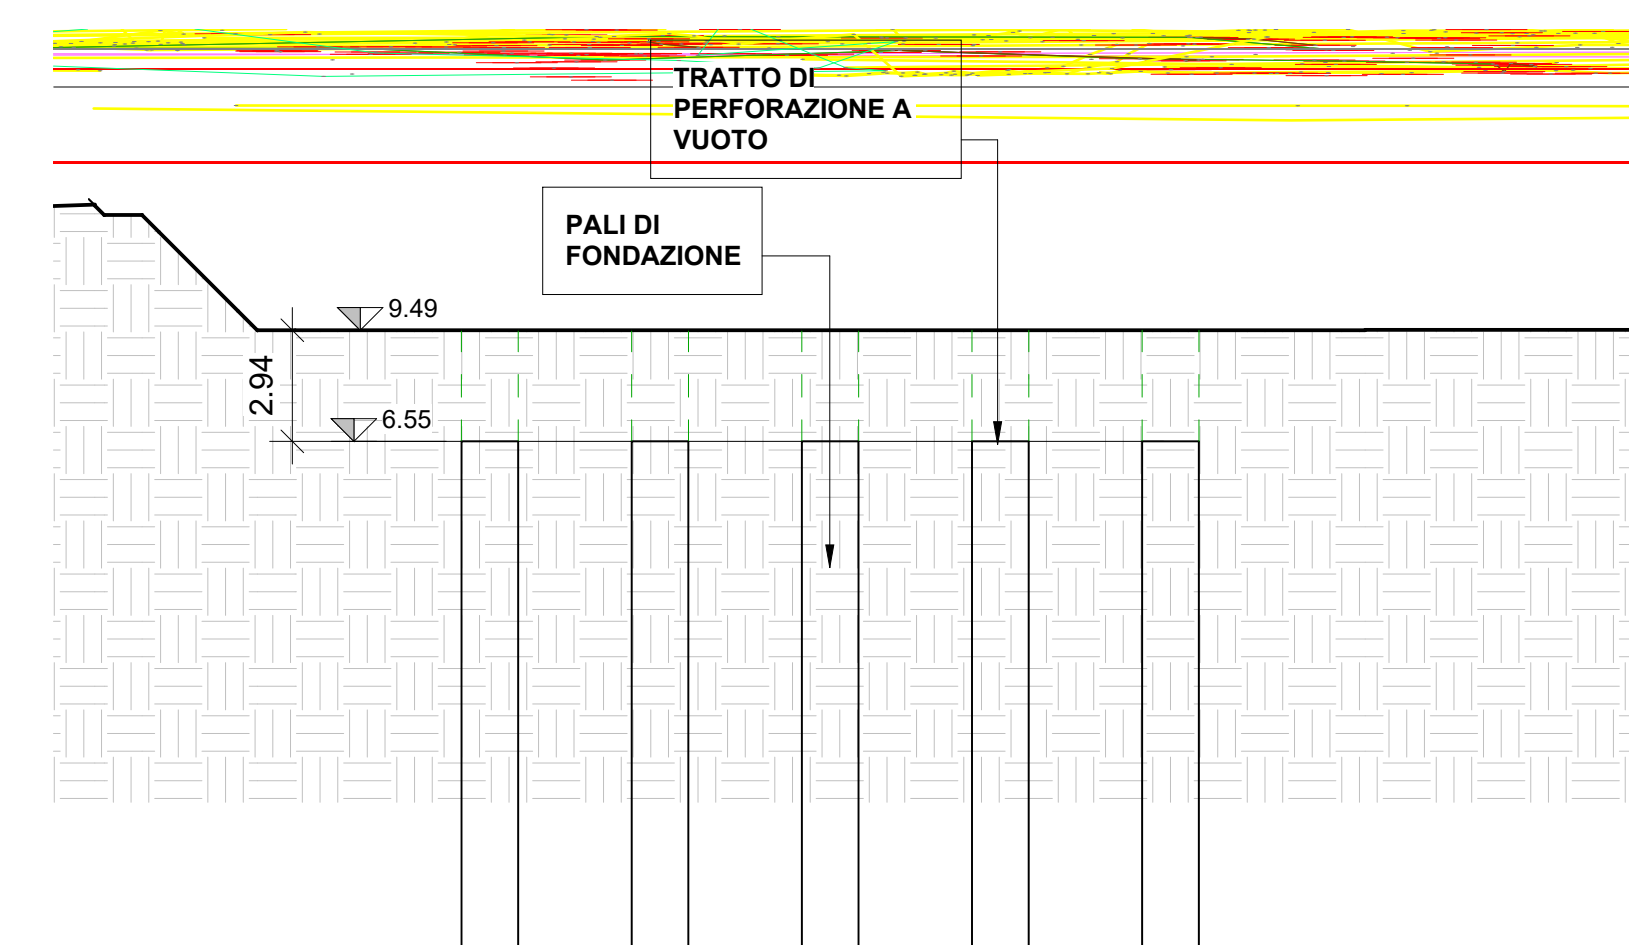 TRATTO DI
PERFORAZIONE A
VUOTO
PALI DI
FONDAZIONE
9.49
2.94
6.55